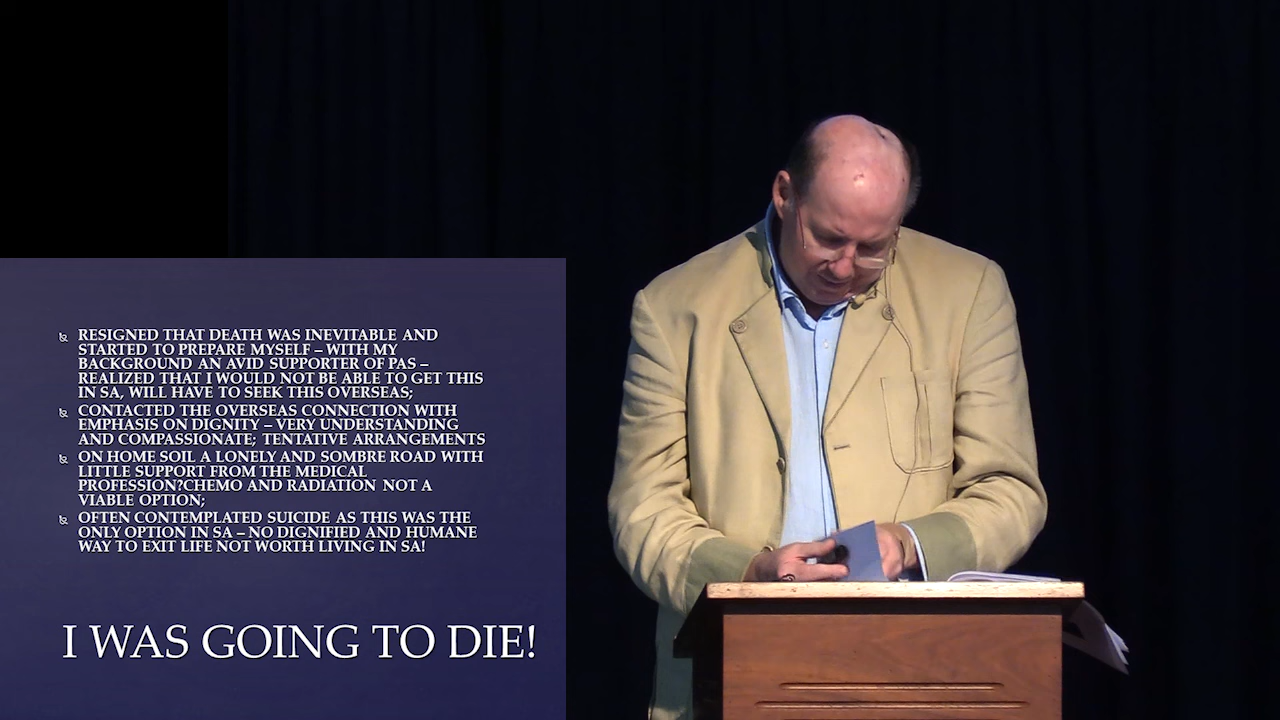 RESIGNED THAT DEATH WAS INEVITABLE AND
STARTED TO PREPARE MYSELF – WITH MY
BACKGROUND AN AVID SUPPORTER OF PAS –
REALIZED THAT I WOULD NOT BE ABLE TO GET THIS
IN SA, WILL HAVE TO SEEK THIS OVERSEAS;
CONTACTED THE OVERSEAS CONNECTION WITH
EMPHASIS ON DIGNITY – VERY UNDERSTANDING
AND COMPASSIONATE; TENTATIVE ARRANGEMENTS
ON HOME SOIL A LONELY AND SOMBRE ROAD WITH
LITTLE SUPPORT FROM THE MEDICAL
PROFESSION?CHEMO AND RADIATION NOT A
VIABLE OPTION;
OFTEN CONTEMPLATED SUICIDE AS THIS WAS THE
ONLY OPTION IN SA – NO DIGNIFIED AND HUMANE
WAY TO EXIT LIFE NOT WORTH LIVING IN SA!
I WAS GOING TO DIE!